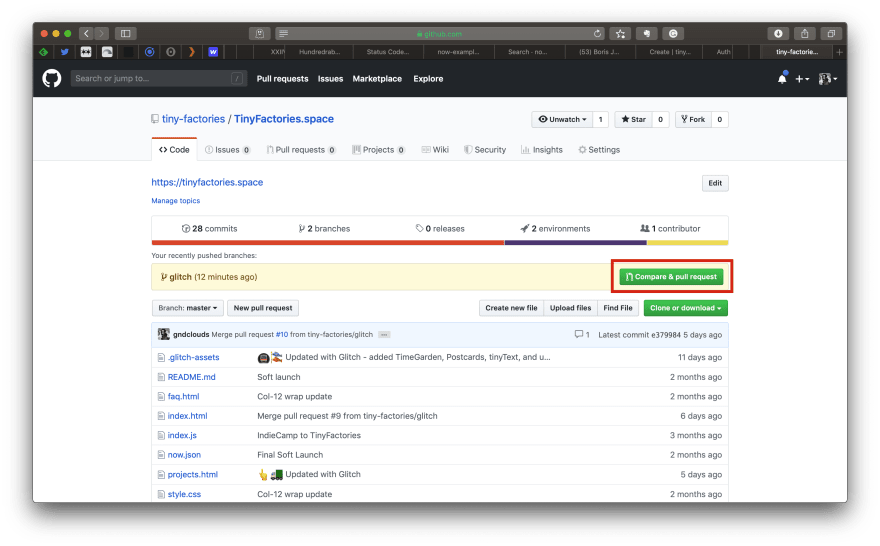 github.com
XXIV Hundredrab... Status Code... now-exampl... Search - no... (53) Boris J... Create | tiny... Auth tiny-factorie... +
Search or jump to... / Pull requests Issues Marketplace Explore
tiny-factories / TinyFactories.space Unwatch 1 Star 0 Fork 0
Code Issues 0 Pull requests 0 Projects 0 Wiki Security Insights Settings
https://tinyfactories.space Edit
Manage topics
28 commits 2 branches 0 releases 2 environments 1 contributor
Your recently pushed branches:
glitch (12 minutes ago) Compare & pull request
Branch: master New pull request Create new file Upload files Find File Clone or download
gndclouds Merge pull request #10 from tiny-factories/glitch ... 1 Latest commit e379984 5 days ago
.glitch-assets Updated with Glitch - added TimeGarden, Postcards, tinyText, and u... 11 days ago
README.md Soft launch 2 months ago
faq.html Col-12 wrap update 2 months ago
index.html Merge pull request #9 from tiny-factories/glitch 6 days ago
index.js IndieCamp to TinyFactories 3 months ago
now.json Final Soft Launch 2 months ago
projects.html Updated with Glitch 5 days ago
style.css Col-12 wrap update 2 months ago